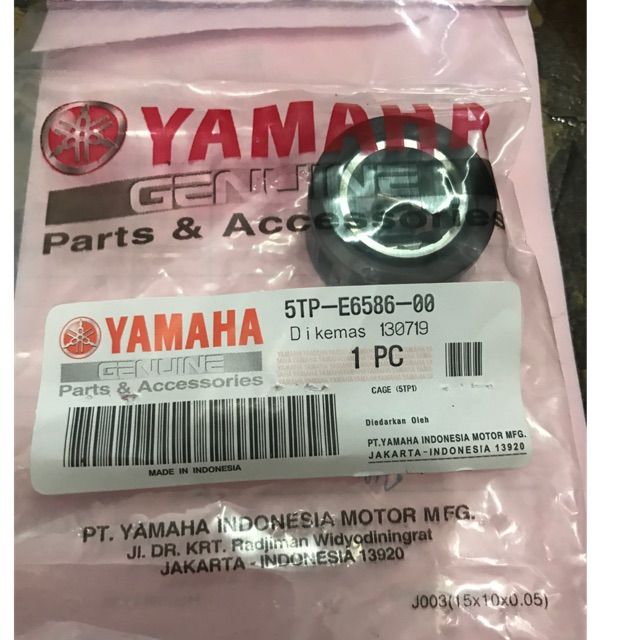 YAMAHA
GENUINE
Parts & Accessories
YAMAHA
GENUINE
Parts & Accessories
5TP-E6586-00
Dikemas 130719
1 PC
CAGE (5TP1)
MADE IN INDONESIA
Diedarkan Oleh
PT.YAMAHA INDONESIA MOTOR MFG.
JAKARTA-INDONESIA 13920
PT. YAMAHA INDONESIA MOTOR MFG.
Jl. DR. KRT. Radjiman Widyodiningrat
JAKARTA - INDONESIA 13920
J003(15x10x0.05)